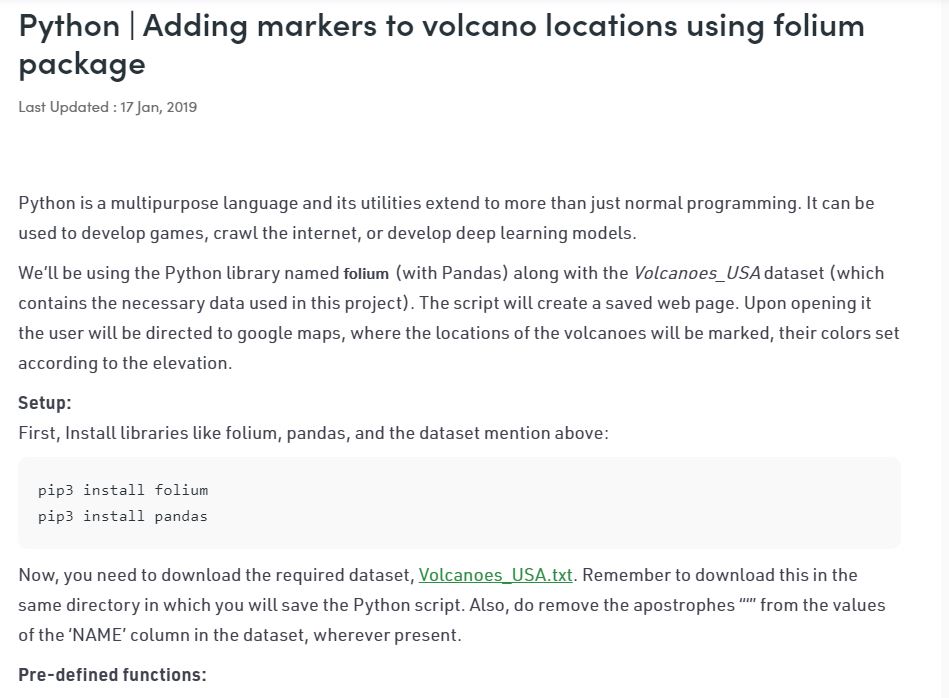 Python | Adding markers to volcano locations using folium
package
Last Updated : 17 Jan, 2019
Python is a multipurpose language and its utilities extend to more than just normal programming. It can be
used to develop games, crawl the internet, or develop deep learning models.
We’ll be using the Python library named folium (with Pandas) along with the Volcanoes_USA dataset (which
contains the necessary data used in this project). The script will create a saved web page. Upon opening it
the user will be directed to google maps, where the locations of the volcanoes will be marked, their colors set
according to the elevation.
Setup:
First, Install libraries like folium, pandas, and the dataset mention above:
pip3 install folium
pip3 install pandas
Now, you need to download the required dataset, Volcanoes_USA.txt. Remember to download this in the
same directory in which you will save the Python script. Also, do remove the apostrophes “‘” from the values
of the ‘NAME’ column in the dataset, wherever present.
Pre-defined functions: